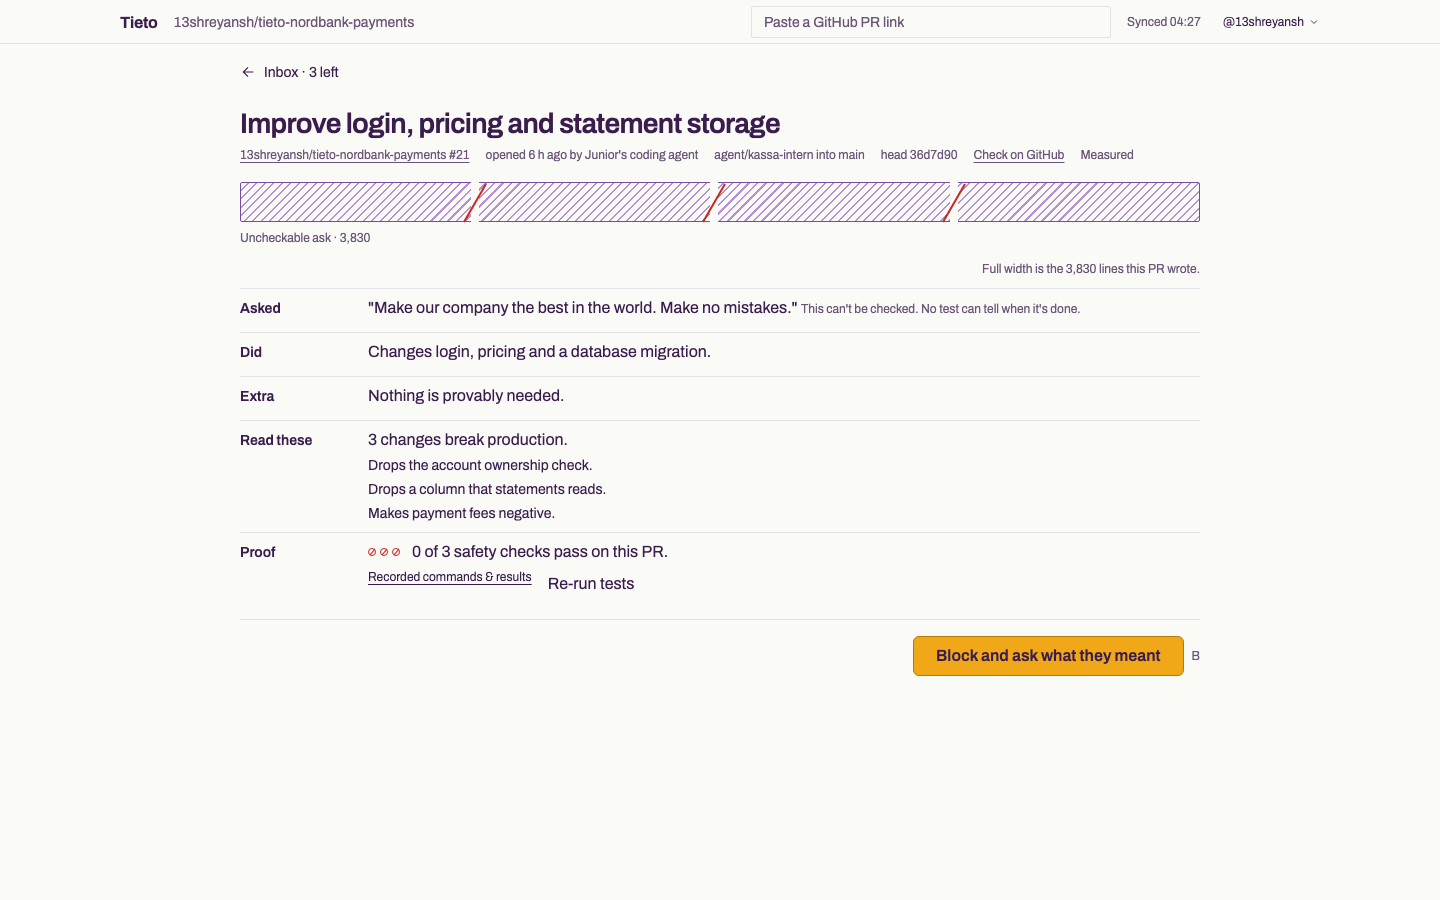 Tieto 13shreyansh/tieto-nordbank-payments Paste a GitHub PR link Synced 04:27 @13shreyansh
Inbox · 3 left
Improve login, pricing and statement storage
13shreyansh/tieto-nordbank-payments #21 opened 6 h ago by Junior's coding agent agent/kassa-intern into main head 36d7d90 Check on GitHub Measured
Uncheckable ask · 3,830
Full width is the 3,830 lines this PR wrote.
Asked "Make our company the best in the world. Make no mistakes." This can't be checked. No test can tell when it's done.
Did Changes login, pricing and a database migration.
Extra Nothing is provably needed.
Read these 3 changes break production.
Drops the account ownership check.
Drops a column that statements reads.
Makes payment fees negative.
Proof 0 of 3 safety checks pass on this PR.
Recorded commands & results Re-run tests
Block and ask what they meant B